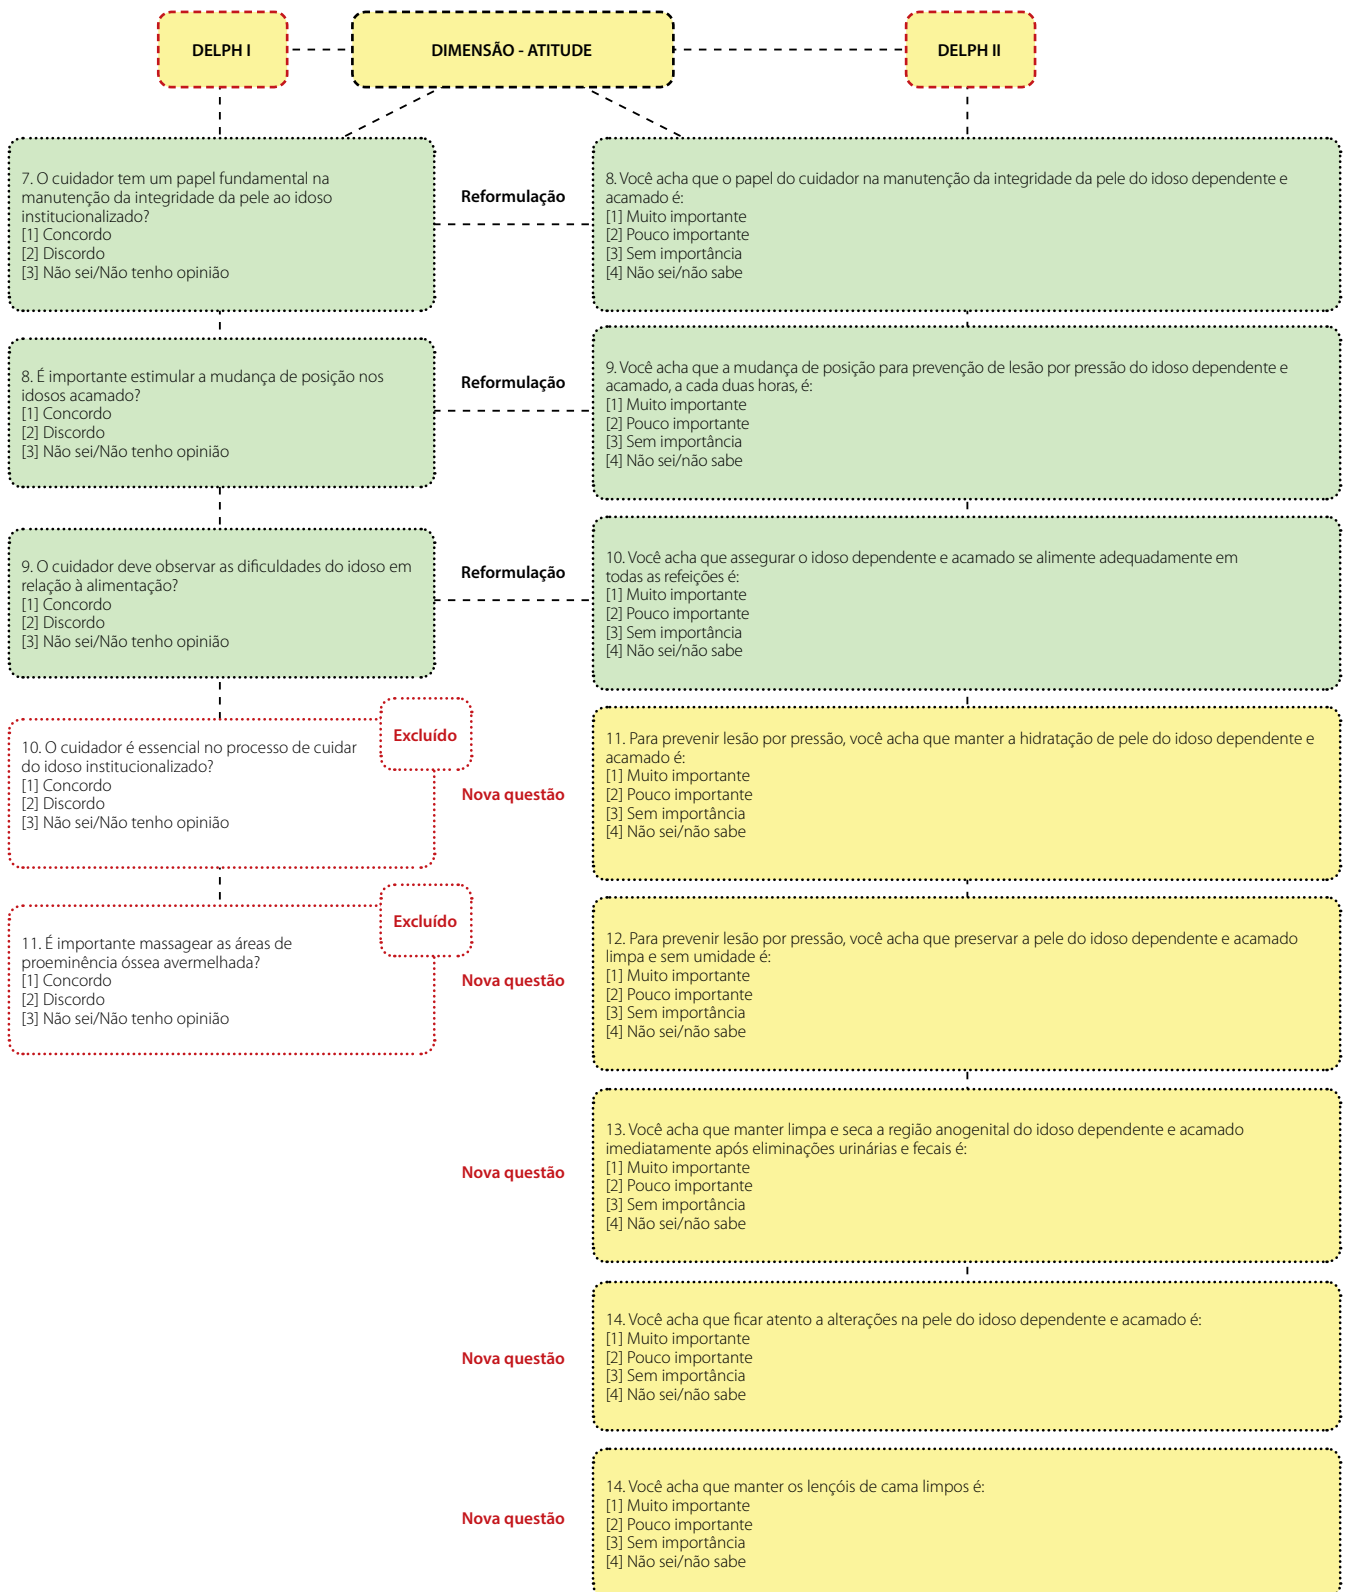 DELPH I
DIMENSÃO - ATITUDE
DELPH II
7. O cuidador tem um papel fundamental na
manutenção da integridade da pele ao idoso
institucionalizado?
[1] Concordo
[2] Discordo
[3] Não sei/Não tenho opinião
Reformulação
8. Você acha que o papel do cuidador na manutenção da integridade da pele do idoso dependente e
acamado é:
[1] Muito importante
[2] Pouco importante
[3] Sem importância
[4] Não sei/não sabe
8. É importante estimular a mudança de posição nos
idosos acamado?
[1] Concordo
[2] Discordo
[3] Não sei/Não tenho opinião
Reformulação
9. Você acha que a mudança de posição para prevenção de lesão por pressão do idoso dependente e
acamado, a cada duas horas, é:
[1] Muito importante
[2] Pouco importante
[3] Sem importância
[4] Não sei/não sabe
9. O cuidador deve observar as dificuldades do idoso em
relação à alimentação?
[1] Concordo
[2] Discordo
[3] Não sei/Não tenho opinião
Reformulação
10. Você acha que assegurar o idoso dependente e acamado se alimente adequadamente em
todas as refeições é:
[1] Muito importante
[2] Pouco importante
[3] Sem importância
[4] Não sei/não sabe
Excluído
10. O cuidador é essencial no processo de cuidar
do idoso institucionalizado?
[1] Concordo
[2] Discordo
[3] Não sei/Não tenho opinião
Nova questão
11. Para prevenir lesão por pressão, você acha que manter a hidratação de pele do idoso dependente e
acamado é:
[1] Muito importante
[2] Pouco importante
[3] Sem importância
[4] Não sei/não sabe
Excluído
11. É importante massagear as áreas de
proeminência óssea avermelhada?
[1] Concordo
[2] Discordo
[3] Não sei/Não tenho opinião
Nova questão
12. Para prevenir lesão por pressão, você acha que preservar a pele do idoso dependente e acamado
limpa e sem umidade é:
[1] Muito importante
[2] Pouco importante
[3] Sem importância
[4] Não sei/não sabe
Nova questão
13. Você acha que manter limpa e seca a região anogenital do idoso dependente e acamado
imediatamente após eliminações urinárias e fecais é:
[1] Muito importante
[2] Pouco importante
[3] Sem importância
[4] Não sei/não sabe
Nova questão
14. Você acha que ficar atento a alterações na pele do idoso dependente e acamado é:
[1] Muito importante
[2] Pouco importante
[3] Sem importância
[4] Não sei/não sabe
Nova questão
14. Você acha que manter os lençóis de cama limpos é:
[1] Muito importante
[2] Pouco importante
[3] Sem importância
[4] Não sei/não sabe